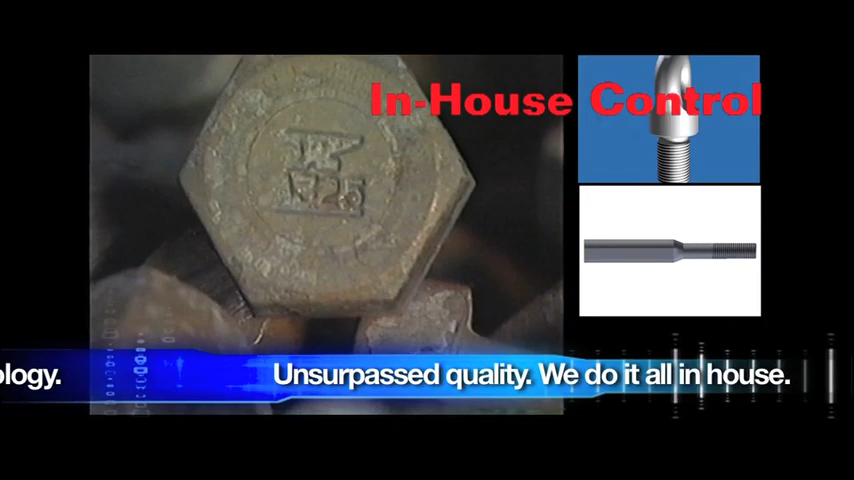 In-House Control
ology.
Unsurpassed quality. We do it all in house.